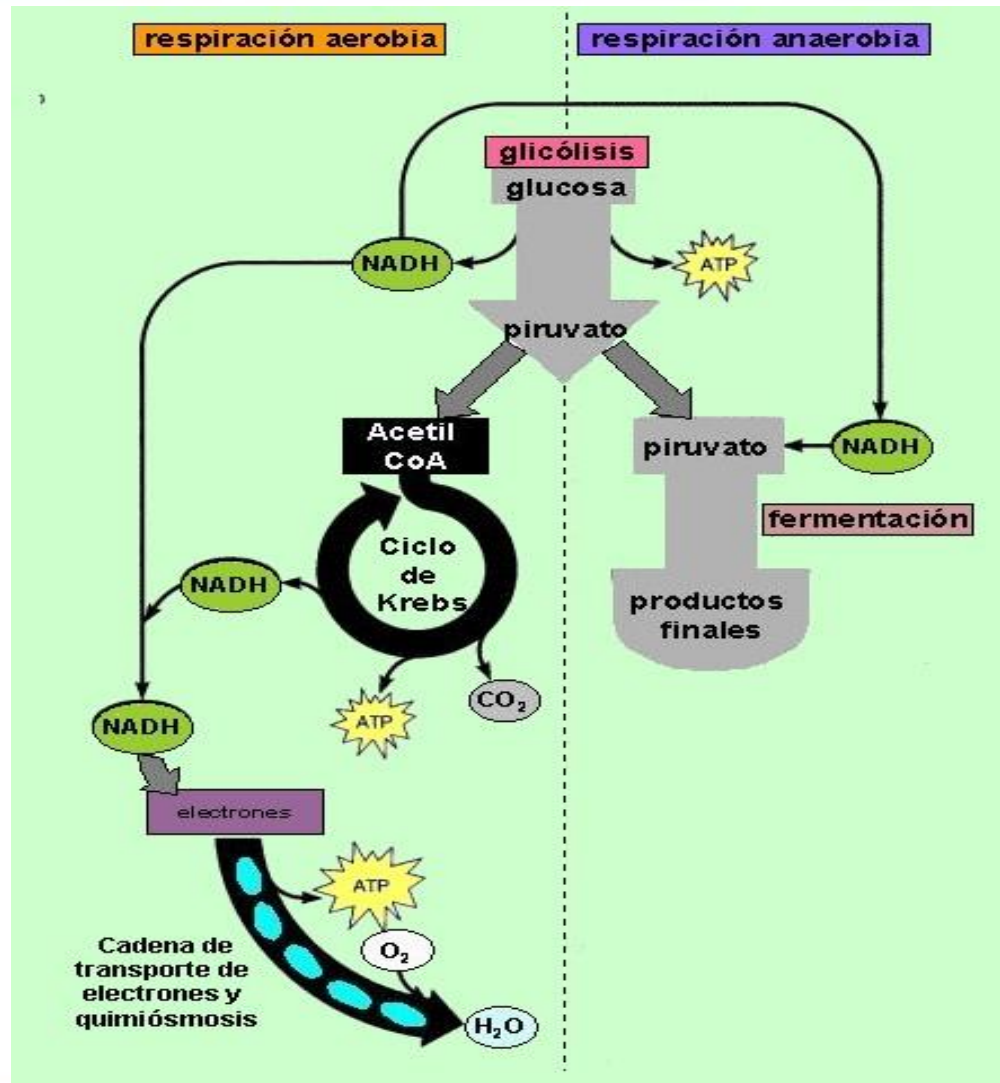 respiración aerobia
respiración anaerobia
glicólisis
glucosa
NADH
ATP
piruvato
Acetil
CoA
piruvato
NADH
fermentación
Ciclo
de
Krebs
NADH
productos
finales
CO₂
ATP
NADH
electrones
ATP
O₂
Cadena de
transporte de
electrones y
quimiósmosis
H₂O